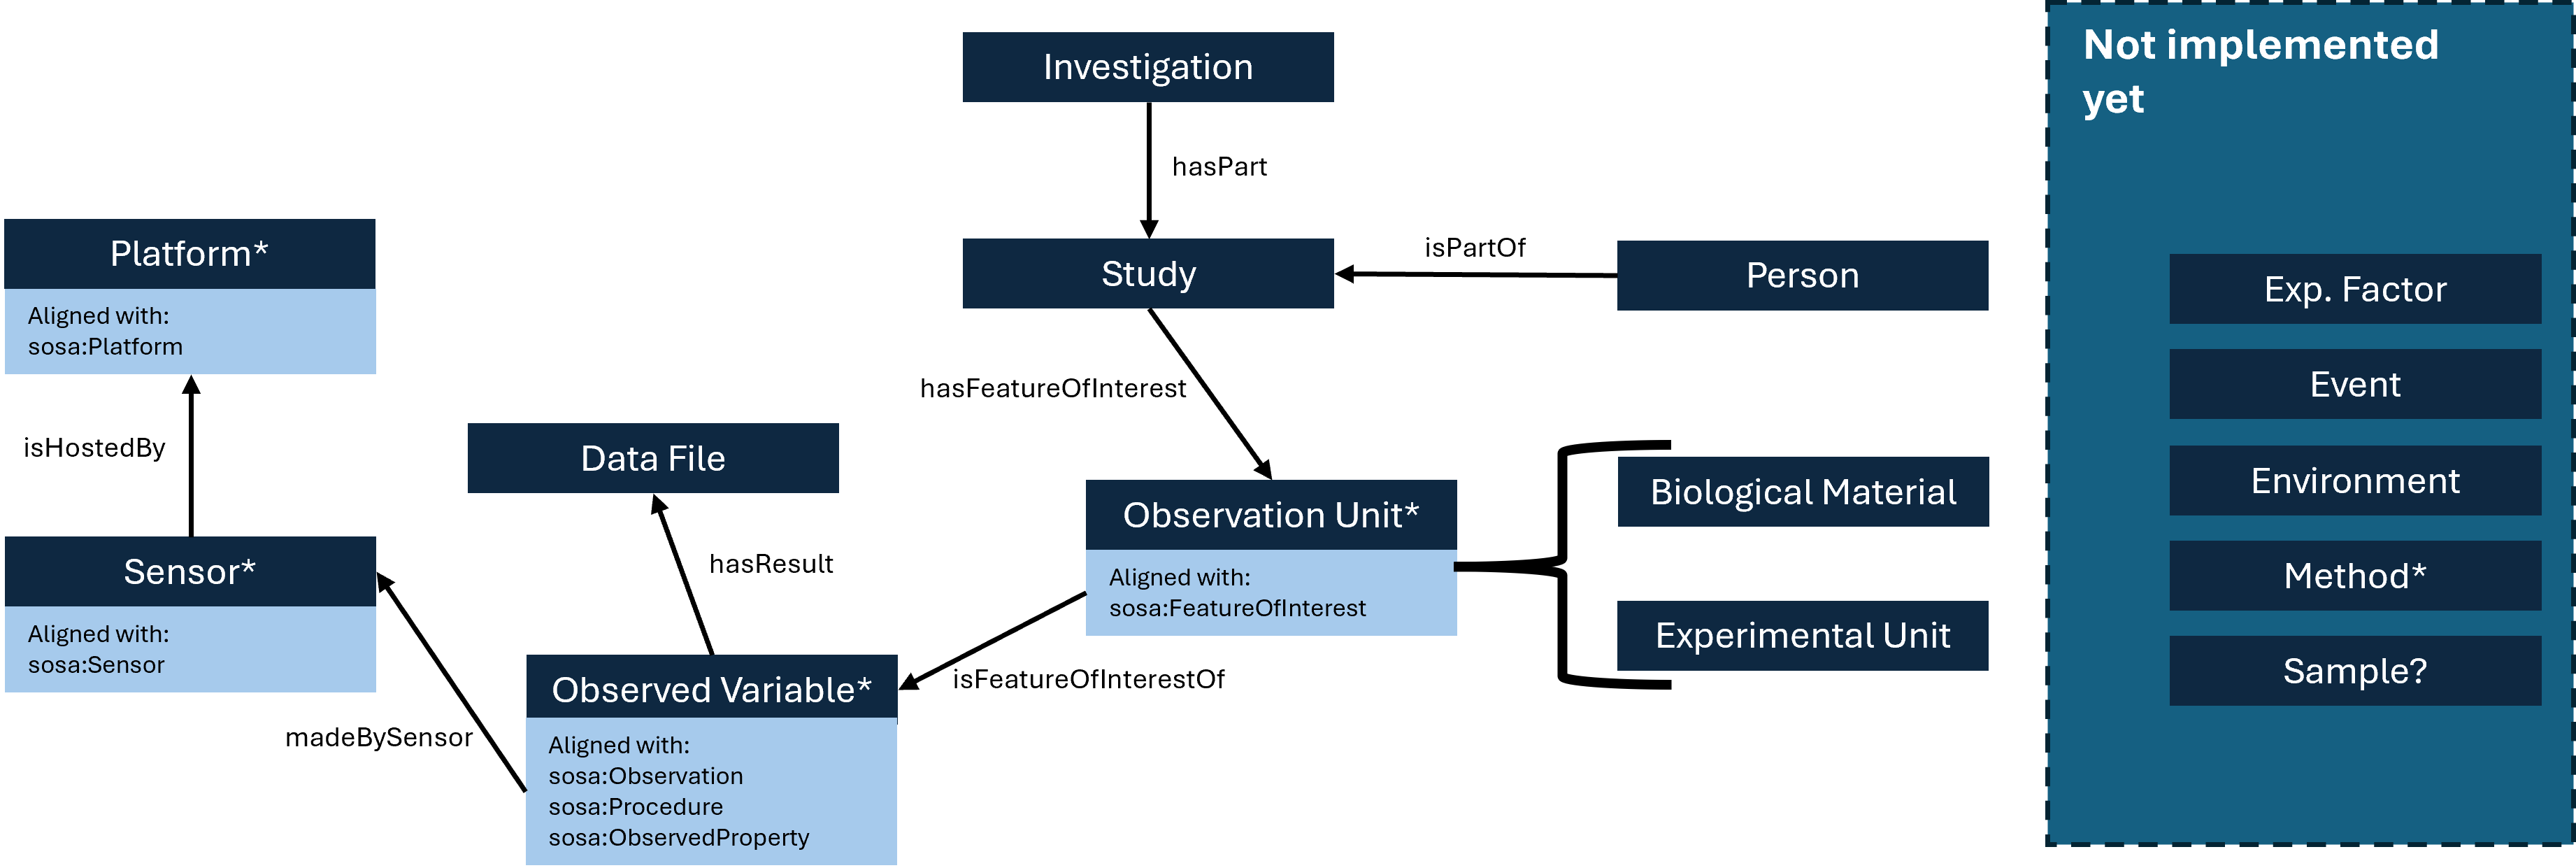 Investigation
hasPart
Study
isPartOf
Person
hasFeatureOfInterest
Platform*
Aligned with:
sosa:Platform
isHostedBy
Sensor*
Aligned with:
sosa:Sensor
madeBySensor
Data File
hasResult
Observed Variable*
Aligned with:
sosa:Observation
sosa:Procedure
sosa:ObservedProperty
isFeatureOfInterestOf
Observation Unit*
Aligned with:
sosa:FeatureOfInterest
Biological Material
Experimental Unit
Not implemented
yet
Exp. Factor
Event
Environment
Method*
Sample?